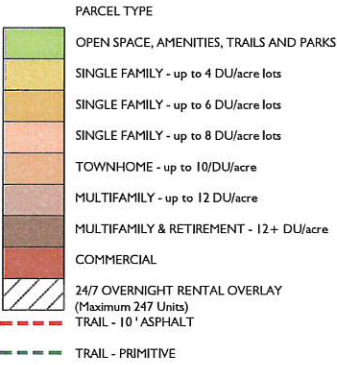 PARCEL TYPE
OPEN SPACE, AMENITIES, TRAILS AND PARKS
SINGLE FAMILY - up to 4 DU/acre lots
SINGLE FAMILY - up to 6 DU/acre lots
SINGLE FAMILY - up to 8 DU/acre lots
TOWNHOME - up to 10/DU/acre
MULTIFAMILY - up to 12 DU/acre
MULTIFAMILY & RETIREMENT - 12+ DU/acre
COMMERCIAL
24/7 OVERNIGHT RENTAL OVERLAY
(Maximum 247 Units)
TRAIL - 10 ' ASPHALT
TRAIL - PRIMITIVE